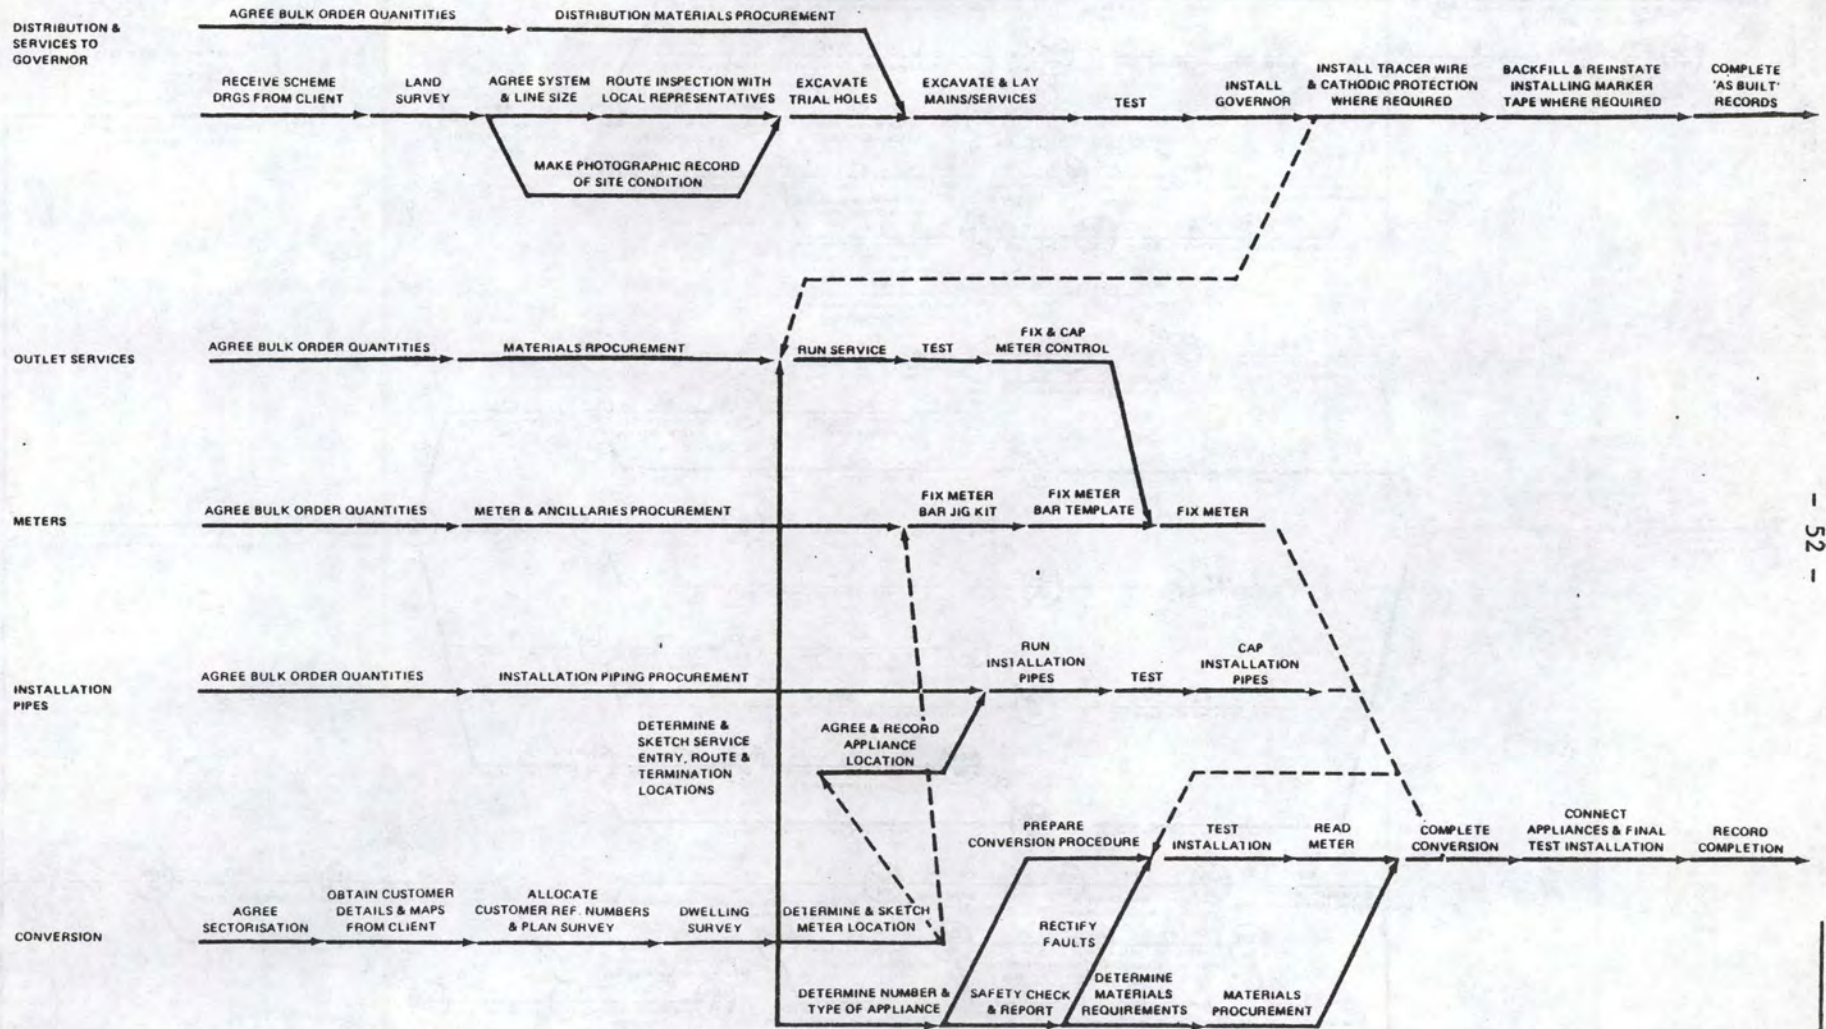 AGREE BULK ORDER QUANITITIES
DISTRIBUTION MATERIALS PROCUREMENT
DISTRIBUTION &
SERVICES TO
GOVERNOR
RECEIVE SCHEME
DRGS FROM CLIENT
LAND
SURVEY
AGREE SYSTEM
& LINE SIZE
ROUTE INSPECTION WITH
LOCAL REPRESENTATIVES
EXCAVATE
TRIAL HOLES
EXCAVATE & LAY
MAINS/SERVICES
TEST
INSTALL
GOVERNOR
INSTALL TRACER WIRE
& CATHODIC PROTECTION
WHERE REQUIRED
BACKFILL & REINSTATE
INSTALLING MARKER
TAPE WHERE REQUIRED
COMPLETE
'AS BUILT'
RECORDS
MAKE PHOTOGRAPHIC RECORD
OF SITE CONDITION
OUTLET SERVICES
AGREE BULK ORDER QUANTITIES
MATERIALS RPOCUREMENT
RUN SERVICE
TEST
FIX & CAP
METER CONTROL
METERS
AGREE BULK ORDER QUANTITIES
METER & ANCILLARIES PROCUREMENT
FIX METER
BAR JIG KIT
FIX METER
BAR TEMPLATE
FIX METER
- 52 -
INSTALLATION
PIPES
AGREE BULK ORDER QUANTITIES
INSTALLATION PIPING PROCUREMENT
RUN
INSTALLATION
PIPES
TEST
CAP
INSTALLATION
PIPES
DETERMINE &
SKETCH SERVICE
ENTRY, ROUTE &
TERMINATION
LOCATIONS
AGREE & RECORD
APPLIANCE
LOCATION
PREPARE
CONVERSION PROCEDURE
TEST
INSTALLATION
READ
METER
COMPLETE
CONVERSION
CONNECT
APPLIANCES & FINAL
TEST INSTALLATION
RECORD
COMPLETION
CONVERSION
AGREE
SECTORISATION
OBTAIN CUSTOMER
DETAILS & MAPS
FROM CLIENT
ALLOCATE
CUSTOMER REF. NUMBERS
& PLAN SURVEY
DWELLING
SURVEY
DETERMINE & SKETCH
METER LOCATION
RECTIFY
FAULTS
DETERMINE NUMBER &
TYPE OF APPLIANCE
SAFETY CHECK
& REPORT
DETERMINE
MATERIALS
REQUIREMENTS
MATERIALS
PROCUREMENT